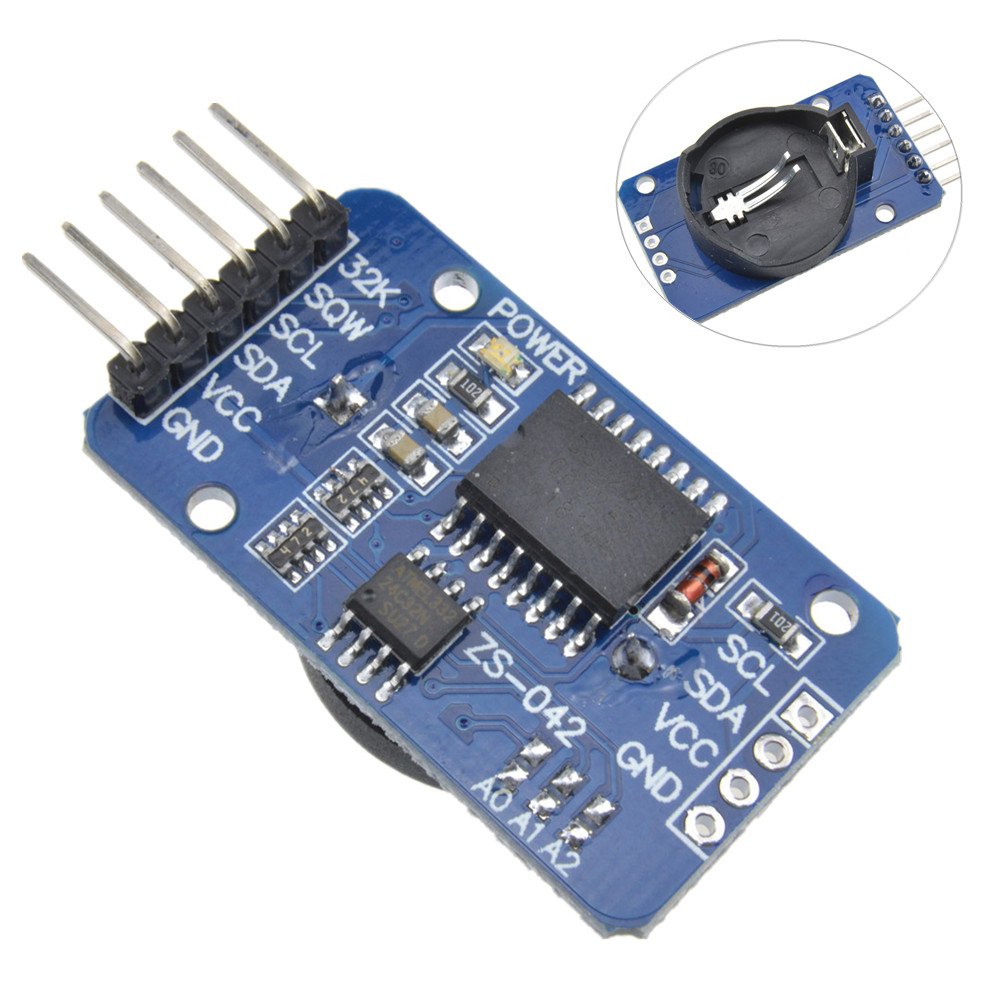 32K
SQW
SCL
SDA
VCC
GND
POWER
102
472
472
ATMEL
ZS-042
201
SCL
SDA
VCC
GND
A0 A1 A2